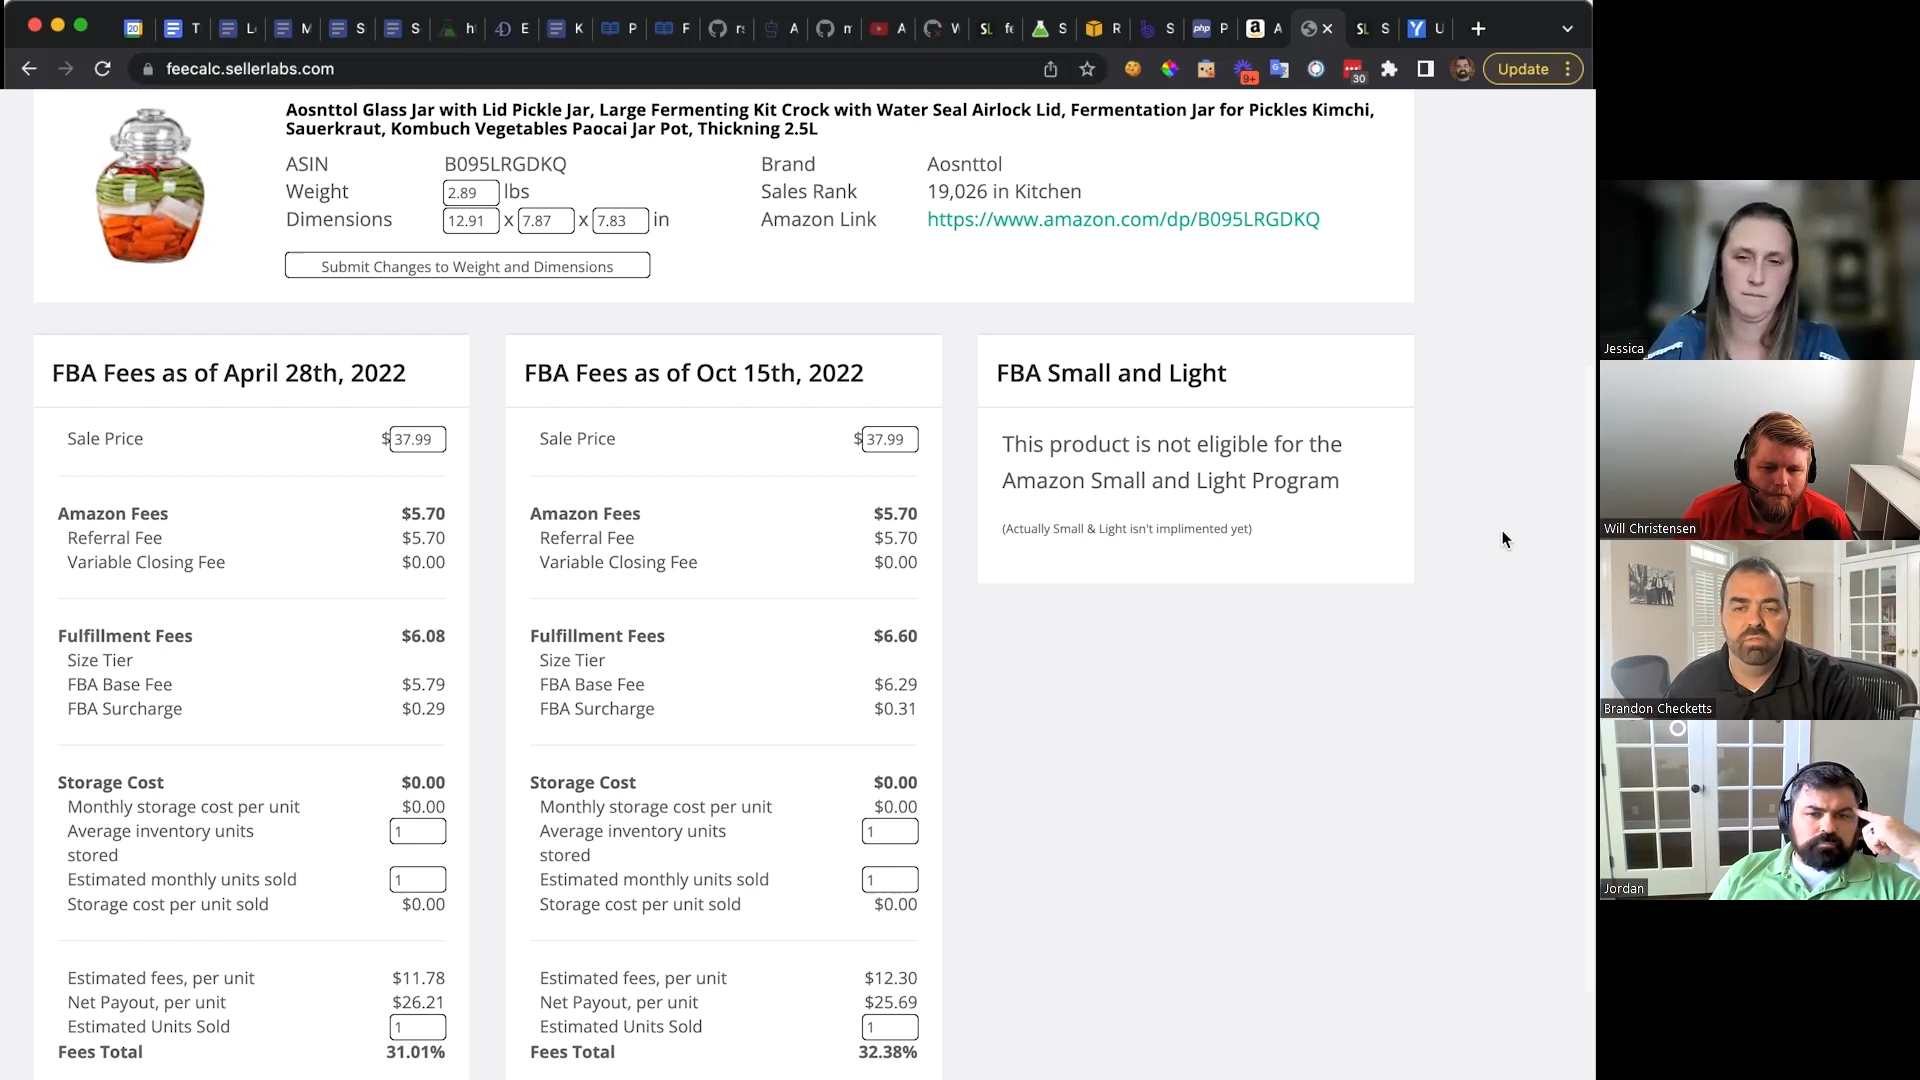 20 T L M S S h E K P F rs A m A W SL fe S R S php P a A SL S U
feecalc.sellerlabs.com
9+
30
Update
Aosnttol Glass Jar with Lid Pickle Jar, Large Fermenting Kit Crock with Water Seal Airlock Lid, Fermentation Jar for Pickles Kimchi,
Sauerkraut, Kombuch Vegetables Paocai Jar Pot, Thickning 2.5L
ASIN B095LRGDKQ
Weight 2.89 lbs
Dimensions 12.91 x 7.87 x 7.83 in
Submit Changes to Weight and Dimensions
Brand Aosnttol
Sales Rank 19,026 in Kitchen
Amazon Link https://www.amazon.com/dp/B095LRGDKQ
FBA Fees as of April 28th, 2022
Sale Price $37.99
Amazon Fees $5.70
Referral Fee $5.70
Variable Closing Fee $0.00
Fulfillment Fees $6.08
Size Tier
FBA Base Fee $5.79
FBA Surcharge $0.29
Storage Cost $0.00
Monthly storage cost per unit $0.00
Average inventory units 1
stored
Estimated monthly units sold 1
Storage cost per unit sold $0.00
Estimated fees, per unit $11.78
Net Payout, per unit $26.21
Estimated Units Sold 1
Fees Total 31.01%
FBA Fees as of Oct 15th, 2022
Sale Price $37.99
Amazon Fees $5.70
Referral Fee $5.70
Variable Closing Fee $0.00
Fulfillment Fees $6.60
Size Tier
FBA Base Fee $6.29
FBA Surcharge $0.31
Storage Cost $0.00
Monthly storage cost per unit $0.00
Average inventory units 1
stored
Estimated monthly units sold 1
Storage cost per unit sold $0.00
Estimated fees, per unit $12.30
Net Payout, per unit $25.69
Estimated Units Sold 1
Fees Total 32.38%
FBA Small and Light
This product is not eligible for the
Amazon Small and Light Program
(Actually Small & Light isn't implimented yet)
Jessica
Will Christensen
Brandon Checketts
Jordan